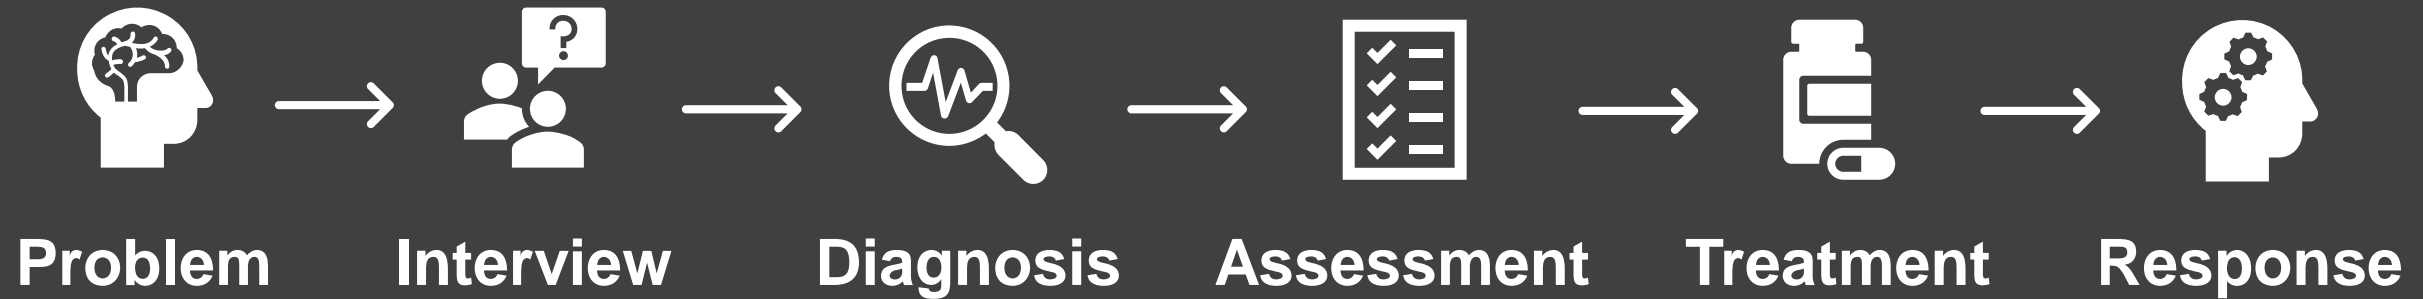 ?
Problem Interview Diagnosis Assessment Treatment Response